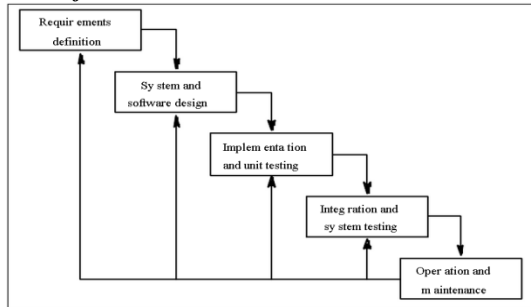 Requir ements
definition
Sy stem and
software design
Implem enta tion
and unit testing
Integ ration and
sy stem testing
Oper ation and
m aintenance